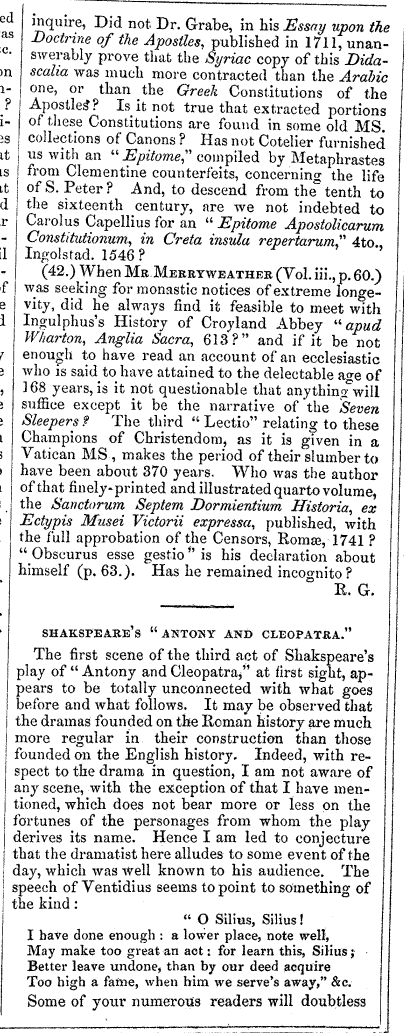 inquire, Did not Dr. Grabe, in his Essay upon the
Doctrine of the Apostles, published in 1711, unan-
swerably prove that the Syriac copy of this Dida-
scalia was much more contracted than the Arabic
one, or than the Greek Constitutions of the
Apostles? Is it not true that extracted portions
of these Constitutions are found in some old MS.
collections of Canons? Has not Cotelier furnished
us with an "Epitome," compiled by Metaphrastes
from Clementine counterfeits, concerning the life
of S. Peter? And, to descend from the tenth to
the sixteenth century, are we not indebted to
Carolus Capellius for an "Epitome Apostolicarum
Constitutionum, in Creta insula repertarum," 4to.,
Ingolstad. 1546?
(42.) When MR. MERRYWEATHER (Vol. iii., p. 60.)
was seeking for monastic notices of extreme longe-
vity, did he always find it feasible to meet with
Ingulphus's History of Croyland Abbey "apud
Wharton, Anglia Sacra, 613?" and if it be not
enough to have read an account of an ecclesiastic
who is said to have attained to the delectable age of
168 years, is it not questionable that anything will
suffice except it be the narrative of the Seven
Sleepers? The third "Lectio" relating to these
Champions of Christendom, as it is given in a
Vatican MS, makes the period of their slumber to
have been about 370 years. Who was the author
of that finely-printed and illustrated quarto volume,
the Sanctorum Septem Dormientium Historia, ex
Ectypis Musei Victorii expressa, published, with
the full approbation of the Censors, Romæ, 1741?
"Obscurus esse gestio" is his declaration about
himself (p. 63.). Has he remained incognito?
R. G.
SHAKSPEARE'S "ANTONY AND CLEOPATRA."
The first scene of the third act of Shakspeare's
play of "Antony and Cleopatra," at first sight, ap-
pears to be totally unconnected with what goes
before and what follows. It may be observed that
the dramas founded on the Roman history are much
more regular in their construction than those
founded on the English history. Indeed, with re-
spect to the drama in question, I am not aware of
any scene, with the exception of that I have men-
tioned, which does not bear more or less on the
fortunes of the personages from whom the play
derives its name. Hence I am led to conjecture
that the dramatist here alludes to some event of the
day, which was well known to his audience. The
speech of Ventidius seems to point to something of
the kind:
"O Silius, Silius!
I have done enough: a lower place, note well,
May make too great an act: for learn this, Silius;
Better leave undone, than by our deed acquire
Too high a fame, when him we serve's away," &c.
Some of your numerous readers will doubtless